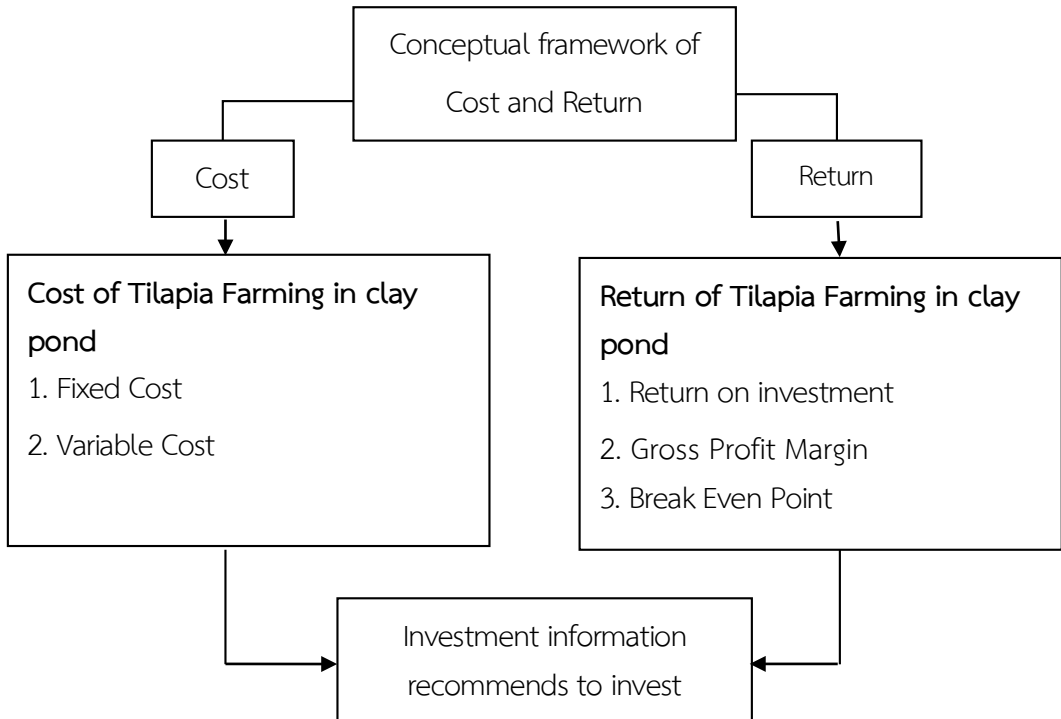 Conceptual framework of
Cost and Return
Cost
Return
Cost of Tilapia Farming in clay
pond
1. Fixed Cost
2. Variable Cost
Return of Tilapia Farming in clay
pond
1. Return on investment
2. Gross Profit Margin
3. Break Even Point
Investment information
recommends to invest